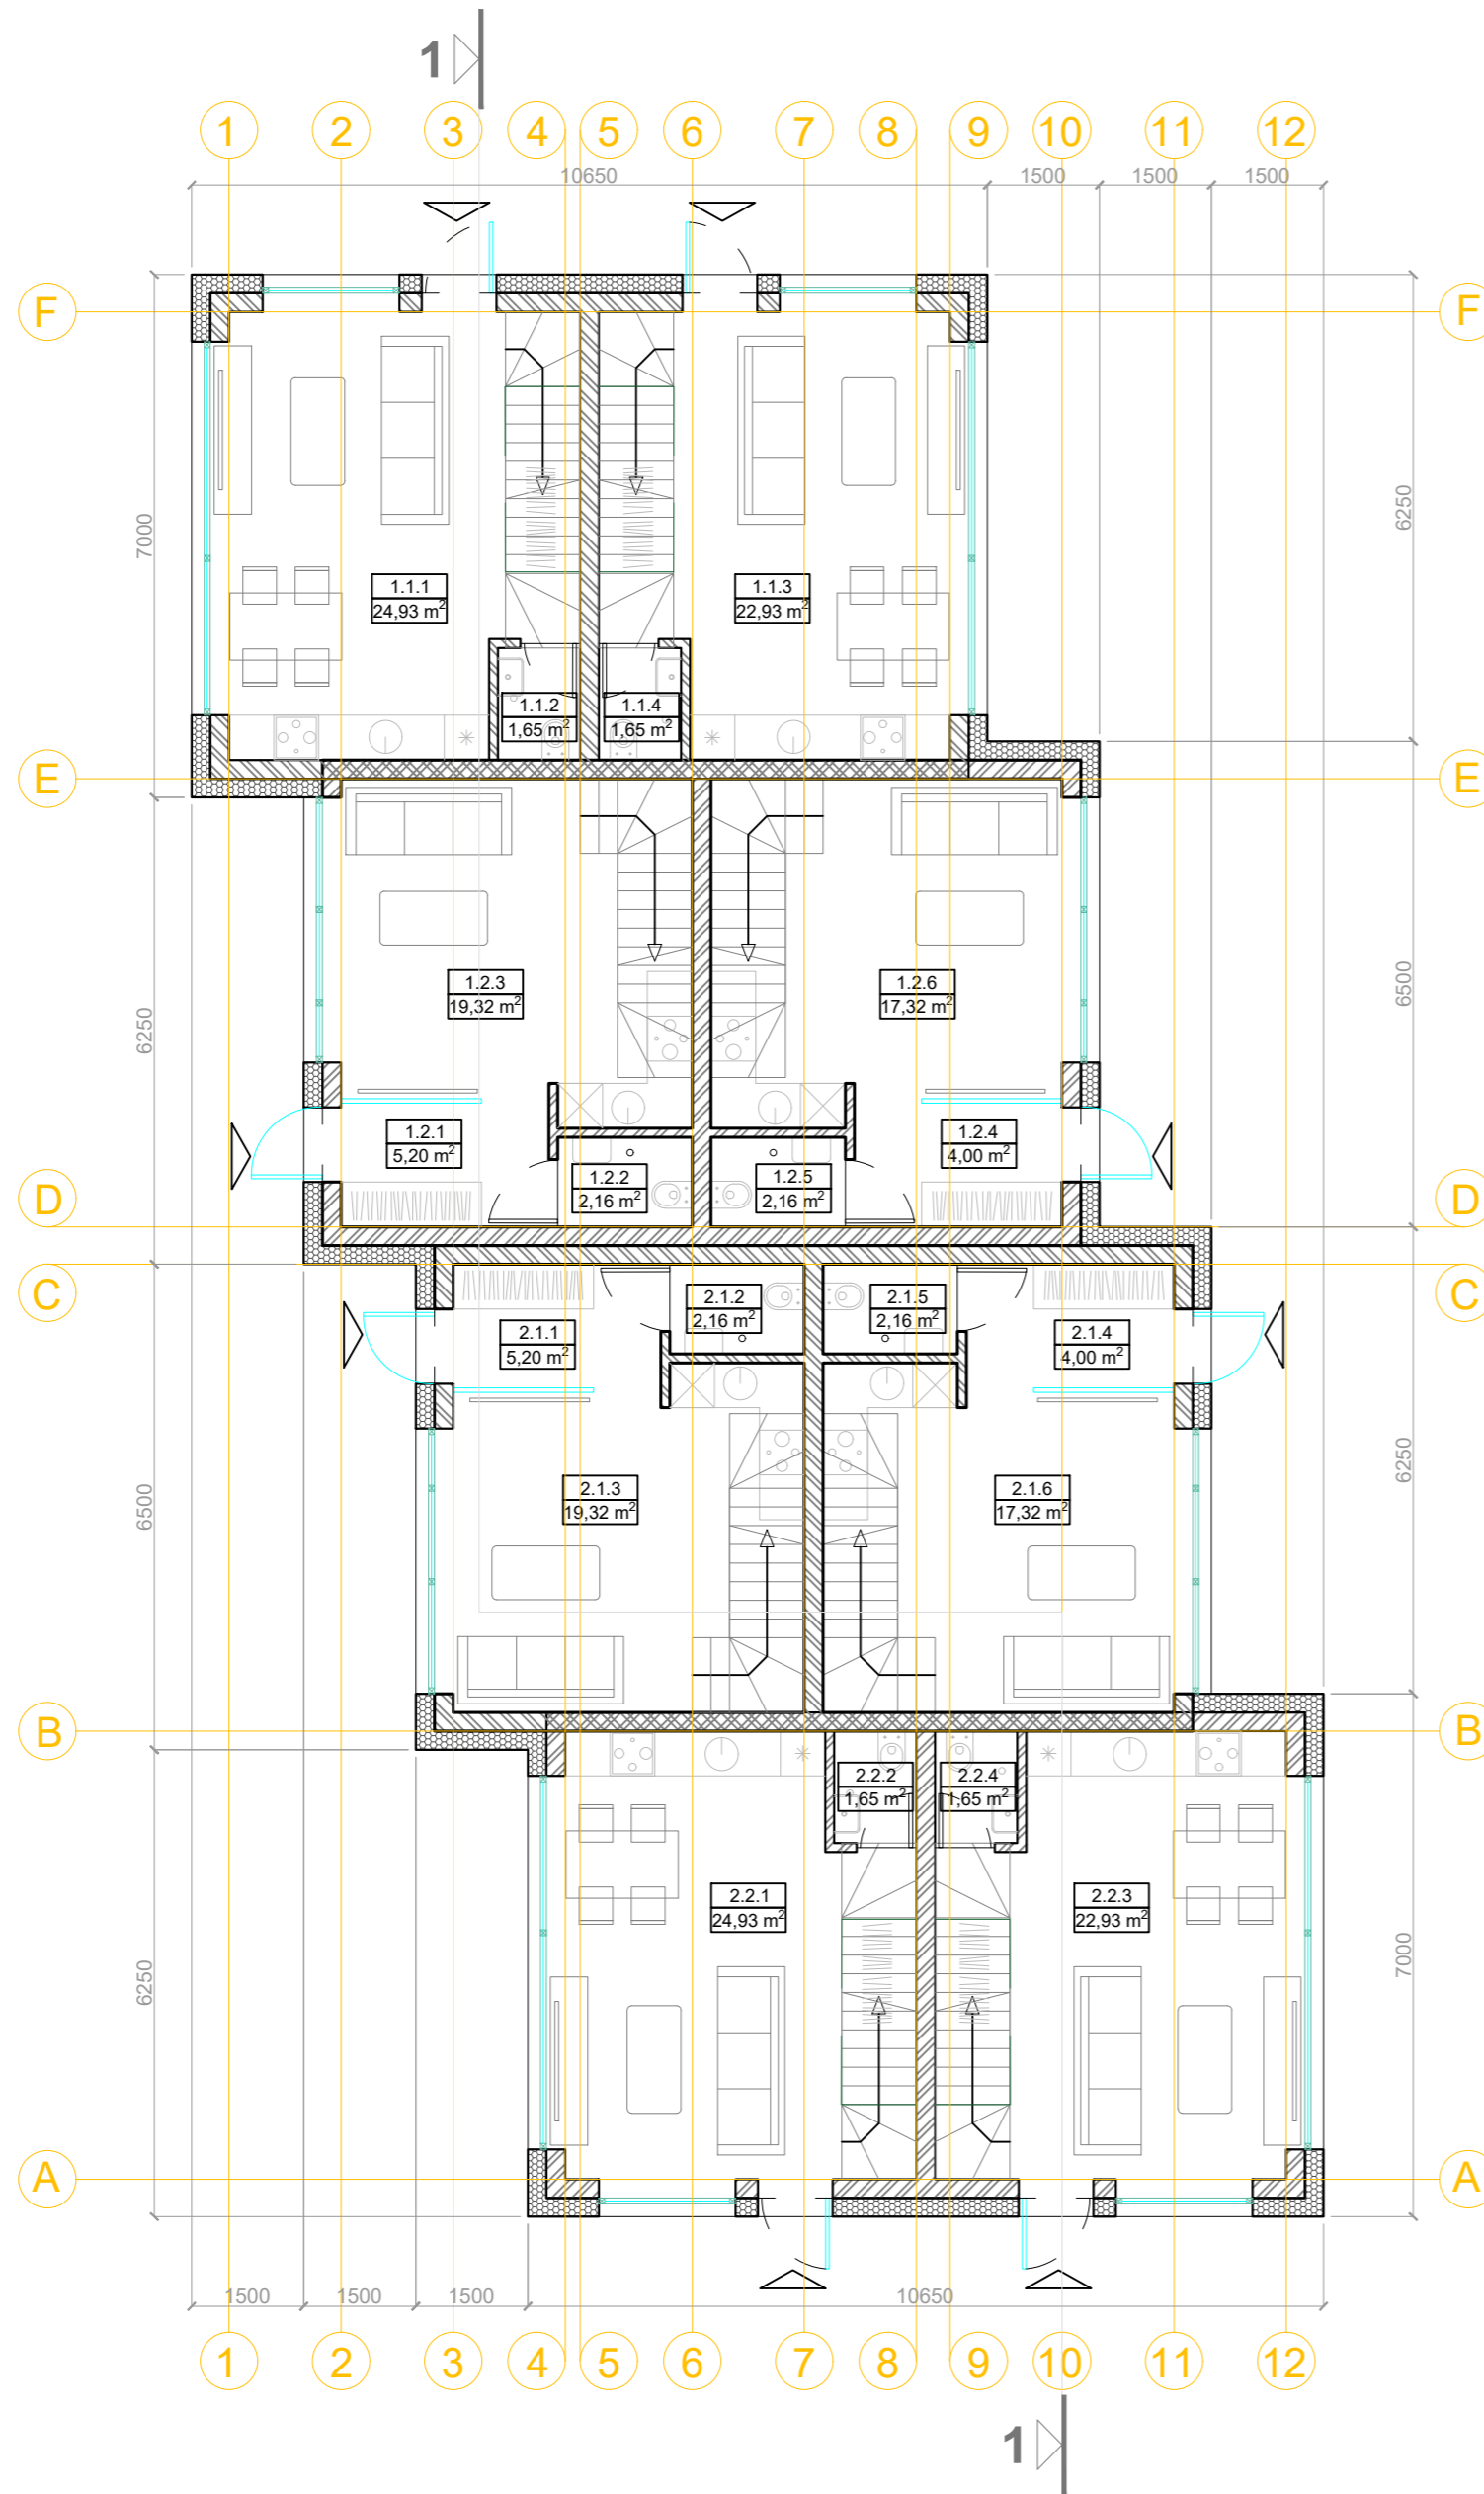 1
1 2 3 4 5 6 7 8 9 10 11 12
10650 1500 1500 1500
F F
7000 6250
1.1.1 1.1.3
24,93 m² 22,93 m²
1.1.2 1.1.4
1,65 m² 1,65 m²
E E
6250 6500
1.2.3 1.2.6
19,32 m² 17,32 m²
1.2.1 1.2.4
5,20 m² 4,00 m²
1.2.2 1.2.5
2,16 m² 2,16 m²
D D
C C
2.1.2 2.1.5
2,16 m² 2,16 m²
2.1.1 2.1.4
5,20 m² 4,00 m²
6500 6250
2.1.3 2.1.6
19,32 m² 17,32 m²
B B
2.2.2 2.2.4
1,65 m² 1,65 m²
2.2.1 2.2.3
24,93 m² 22,93 m²
6250 7000
A A
1500 1500 1500 10650
1 2 3 4 5 6 7 8 9 10 11 12
1